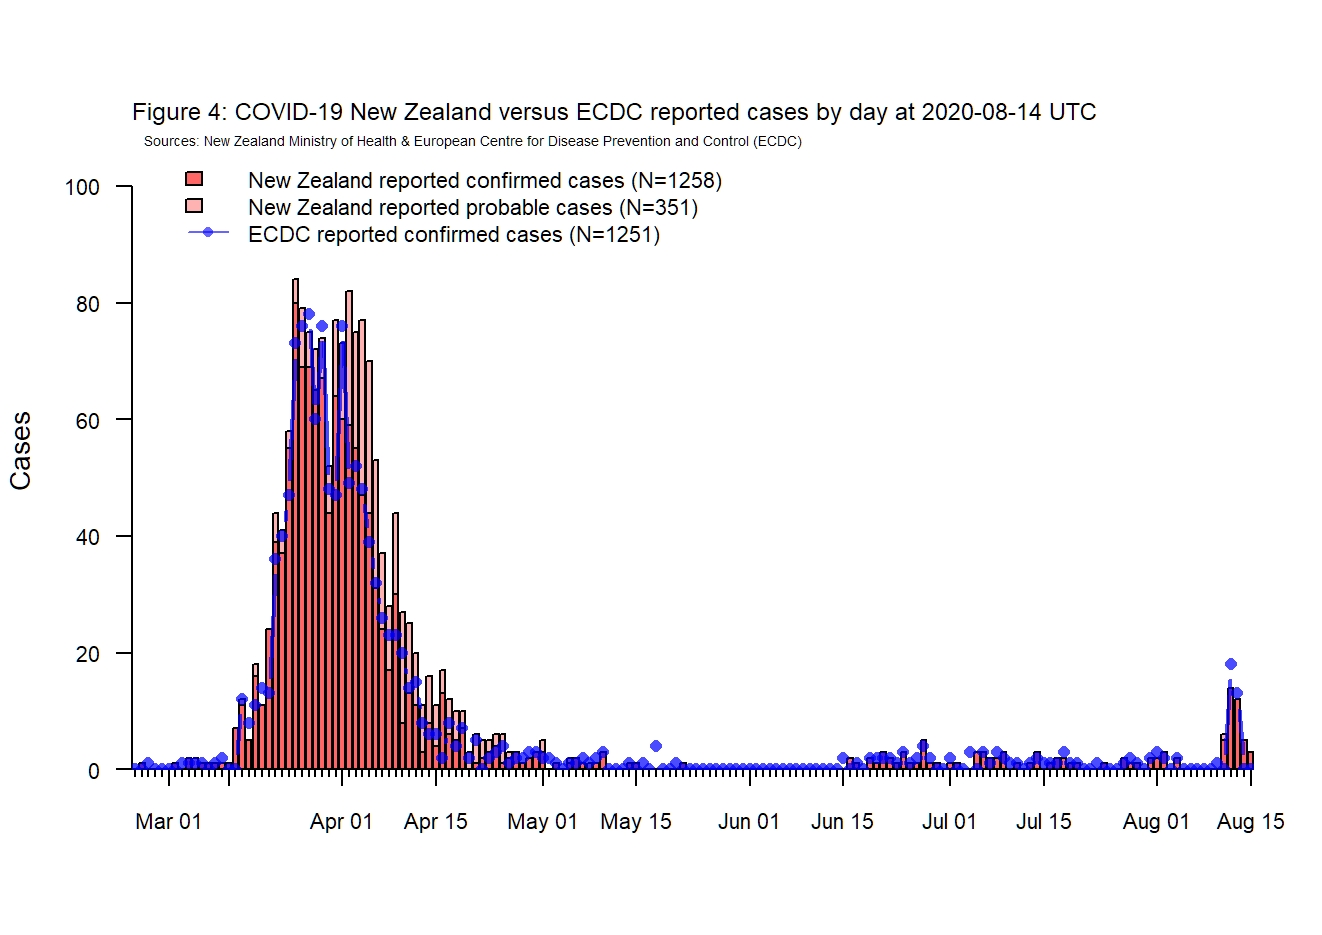 Figure 4: COVID-19 New Zealand versus ECDC reported cases by day at 2020-08-14 UTC
Sources: New Zealand Ministry of Health & European Centre for Disease Prevention and Control (ECDC)
New Zealand reported confirmed cases (N=1258)
New Zealand reported probable cases (N=351)
ECDC reported confirmed cases (N=1251)
Cases
100
80
60
40
20
0
Mar 01 Apr 01 Apr 15 May 01 May 15 Jun 01 Jun 15 Jul 01 Jul 15 Aug 01 Aug 15